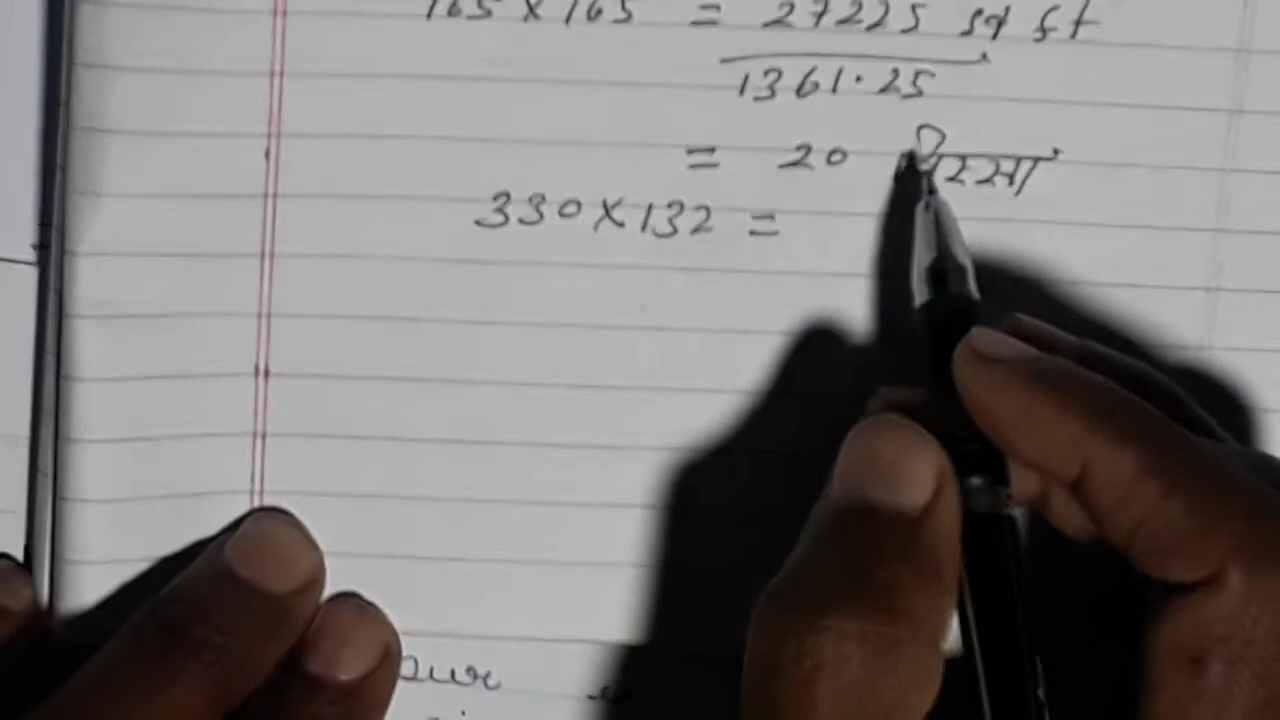 165 X 165 = 27225 sq ft
1361.25
= 20 विस्सा
330 X 132 =